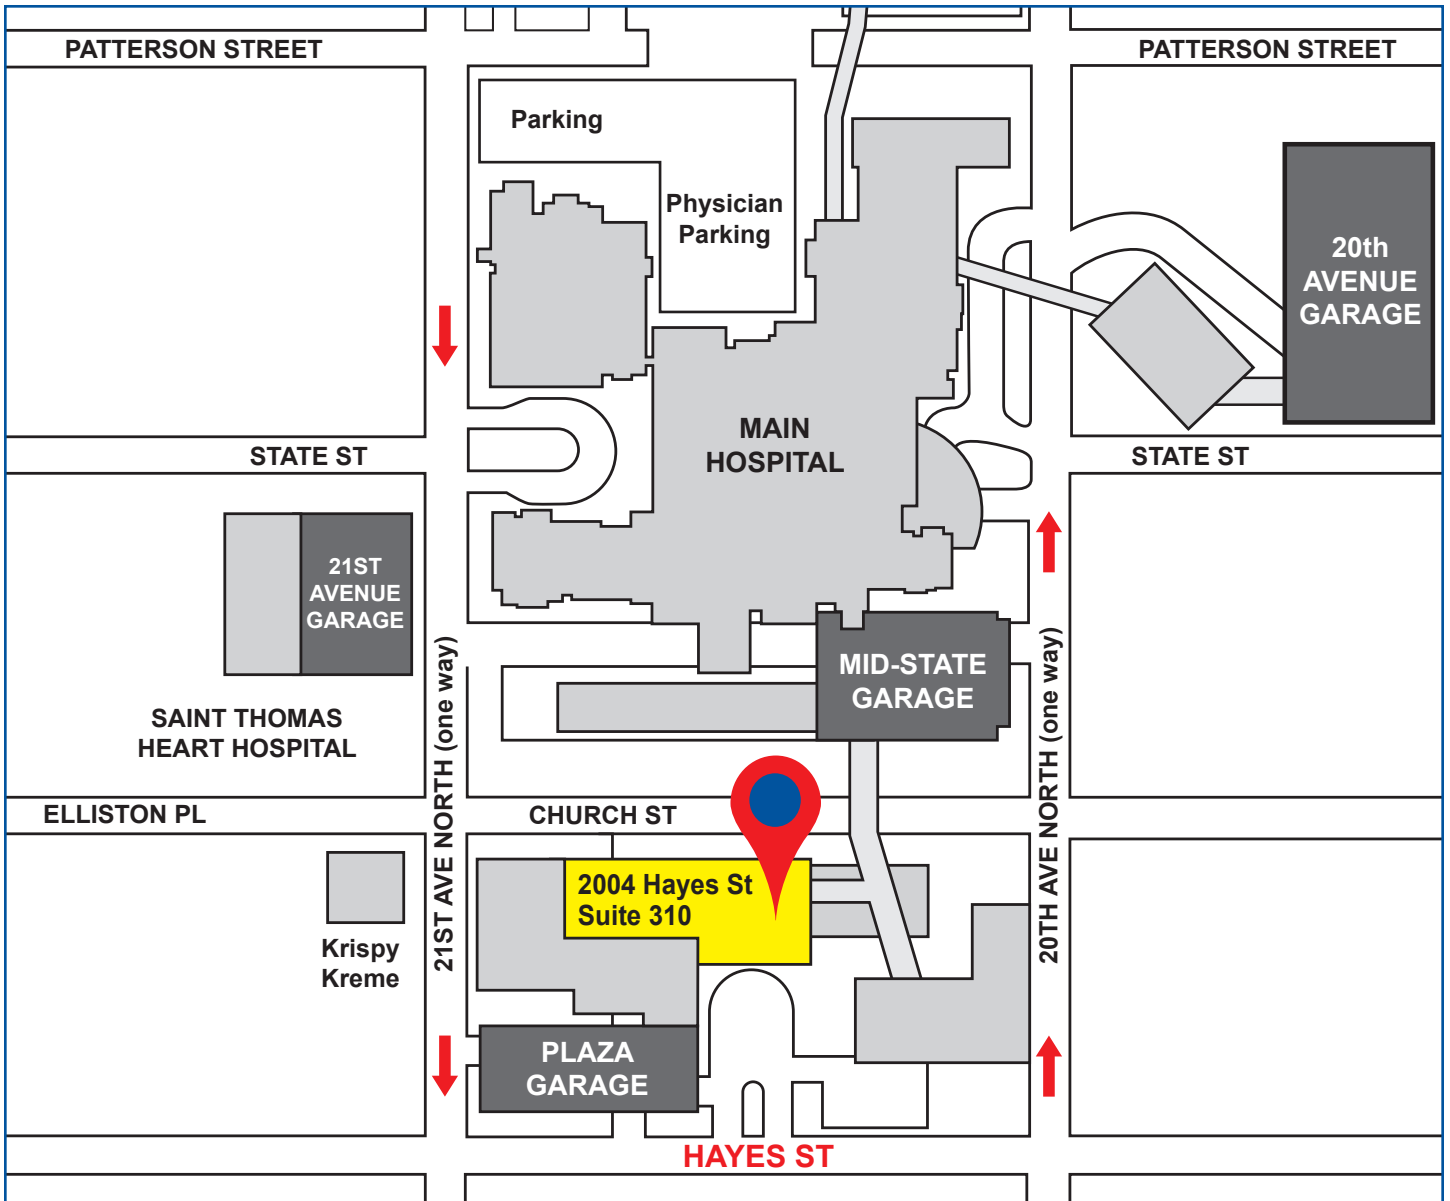 PATTERSON STREET
PATTERSON STREET
Parking
Physician
Parking
20th
AVENUE
GARAGE
MAIN
HOSPITAL
STATE ST
STATE ST
21ST
AVENUE
GARAGE
MID-STATE
GARAGE
SAINT THOMAS
HEART HOSPITAL
21ST AVE NORTH (one way)
20TH AVE NORTH (one way)
ELLISTON PL
CHURCH ST
2004 Hayes St
Suite 310
Krispy
Kreme
PLAZA
GARAGE
HAYES ST